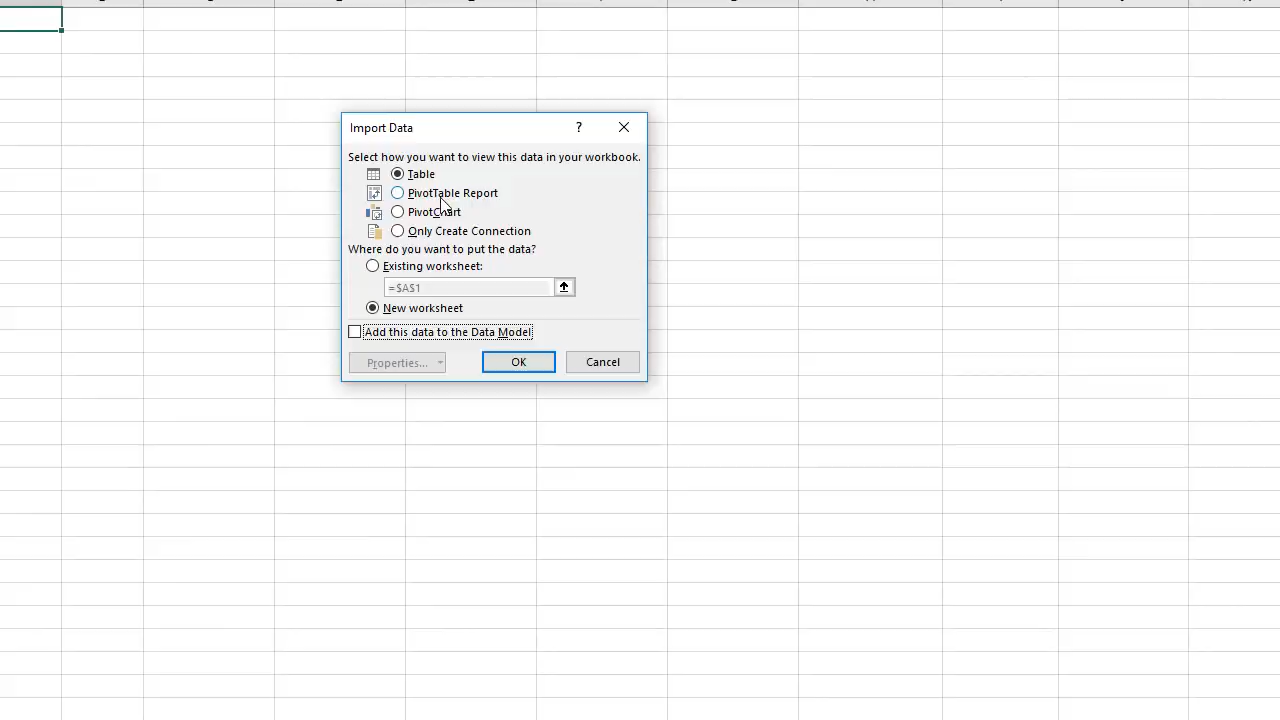 Import Data
?
Select how you want to view this data in your workbook.
Table
PivotTable Report
PivotChart
Only Create Connection
Where do you want to put the data?
Existing worksheet:
=$A$1
New worksheet
Add this data to the Data Model
Properties...
OK
Cancel